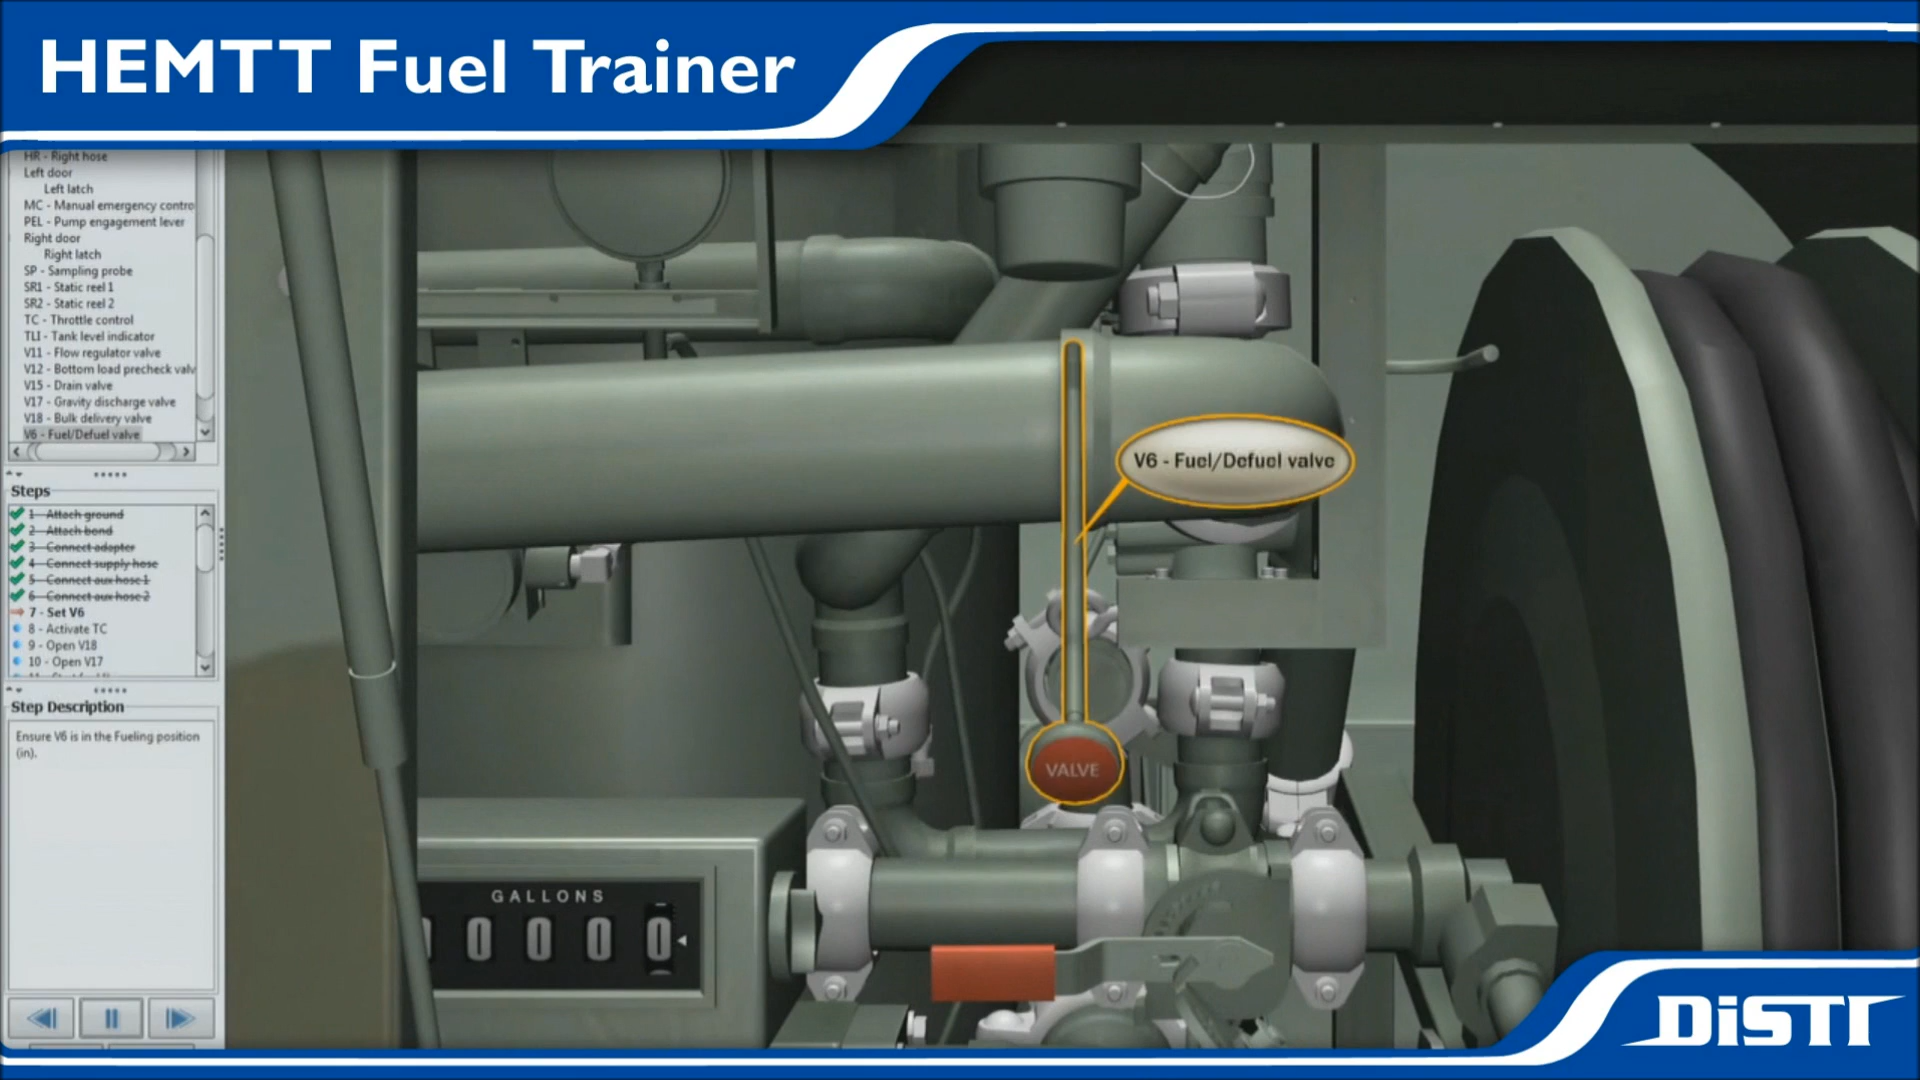 HEMTT Fuel Trainer
HR - Right hose
Left door
Left latch
MC - Manual emergency contro
PEL - Pump engagement lever
Right door
Right latch
SP - Sampling probe
SR1 - Static reel 1
SR2 - Static reel 2
TC - Throttle control
TLI - Tank level indicator
V11 - Flow regulator valve
V12 - Bottom load precheck valv
V15 - Drain valve
V17 - Gravity discharge valve
V18 - Bulk delivery valve
V6 - Fuel/Defuel valve
Steps
1 - Attach ground
2 - Attach bond
3 - Connect adapter
4 - Connect supply hose
5 - Connect aux hose 1
6 - Connect aux hose 2
7 - Set V6
8 - Activate TC
9 - Open V18
10 - Open V17
Step Description
Ensure V6 is in the Fueling position
(in).
V6 - Fuel/Defuel valve
VALVE
GALLONS
0 0 0 0
DiSTI